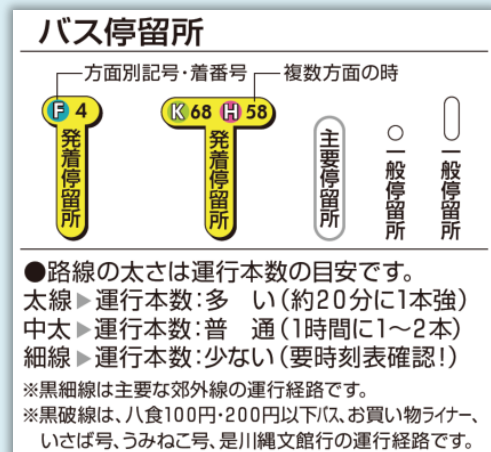 バス停留所
方面別記号・着番号
複数方面の時
F 4
発着停留所
K 68 H 58
発着停留所
主要停留所
一般停留所
一般停留所
●路線の太さは運行本数の目安です。
太線▶運行本数:多　い(約20分に1本強)
中太▶運行本数:普　通(1時間に1〜2本)
細線▶運行本数:少ない(要時刻表確認!)
※黒細線は主要な郊外線の運行経路です。
※黒破線は、八食100円・200円以下バス、お買い物ライナー、
いさば号、うみねこ号、是川縄文館行の運行経路です。